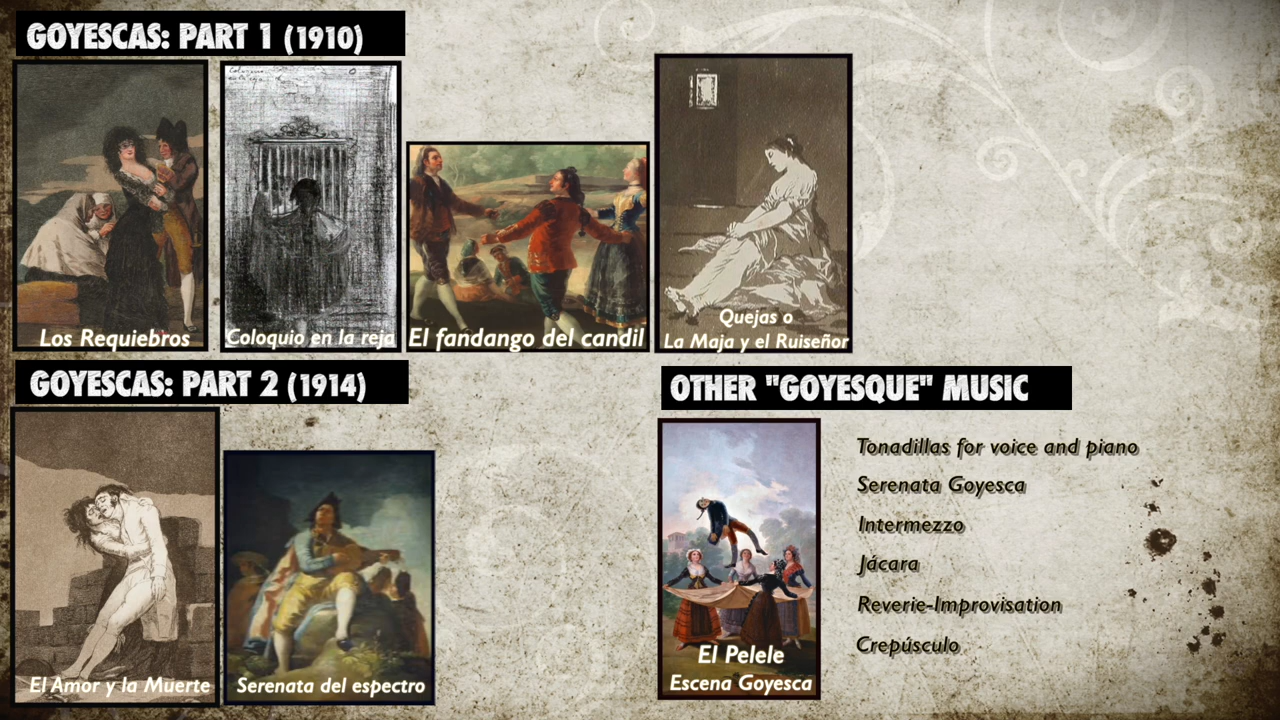 GOYESCAS: PART 1 (1910)
Los Requiebros
Coloquio en la reja
El fandango del candil
Quejas o
La Maja y el Ruiseñor
GOYESCAS: PART 2 (1914)
El Amor y la Muerte
Serenata del espectro
OTHER "GOYESQUE" MUSIC
El Pelele
Escena Goyesca
Tonadillas for voice and piano
Serenata Goyesca
Intermezzo
Jácara
Reverie-Improvisation
Crepúsculo